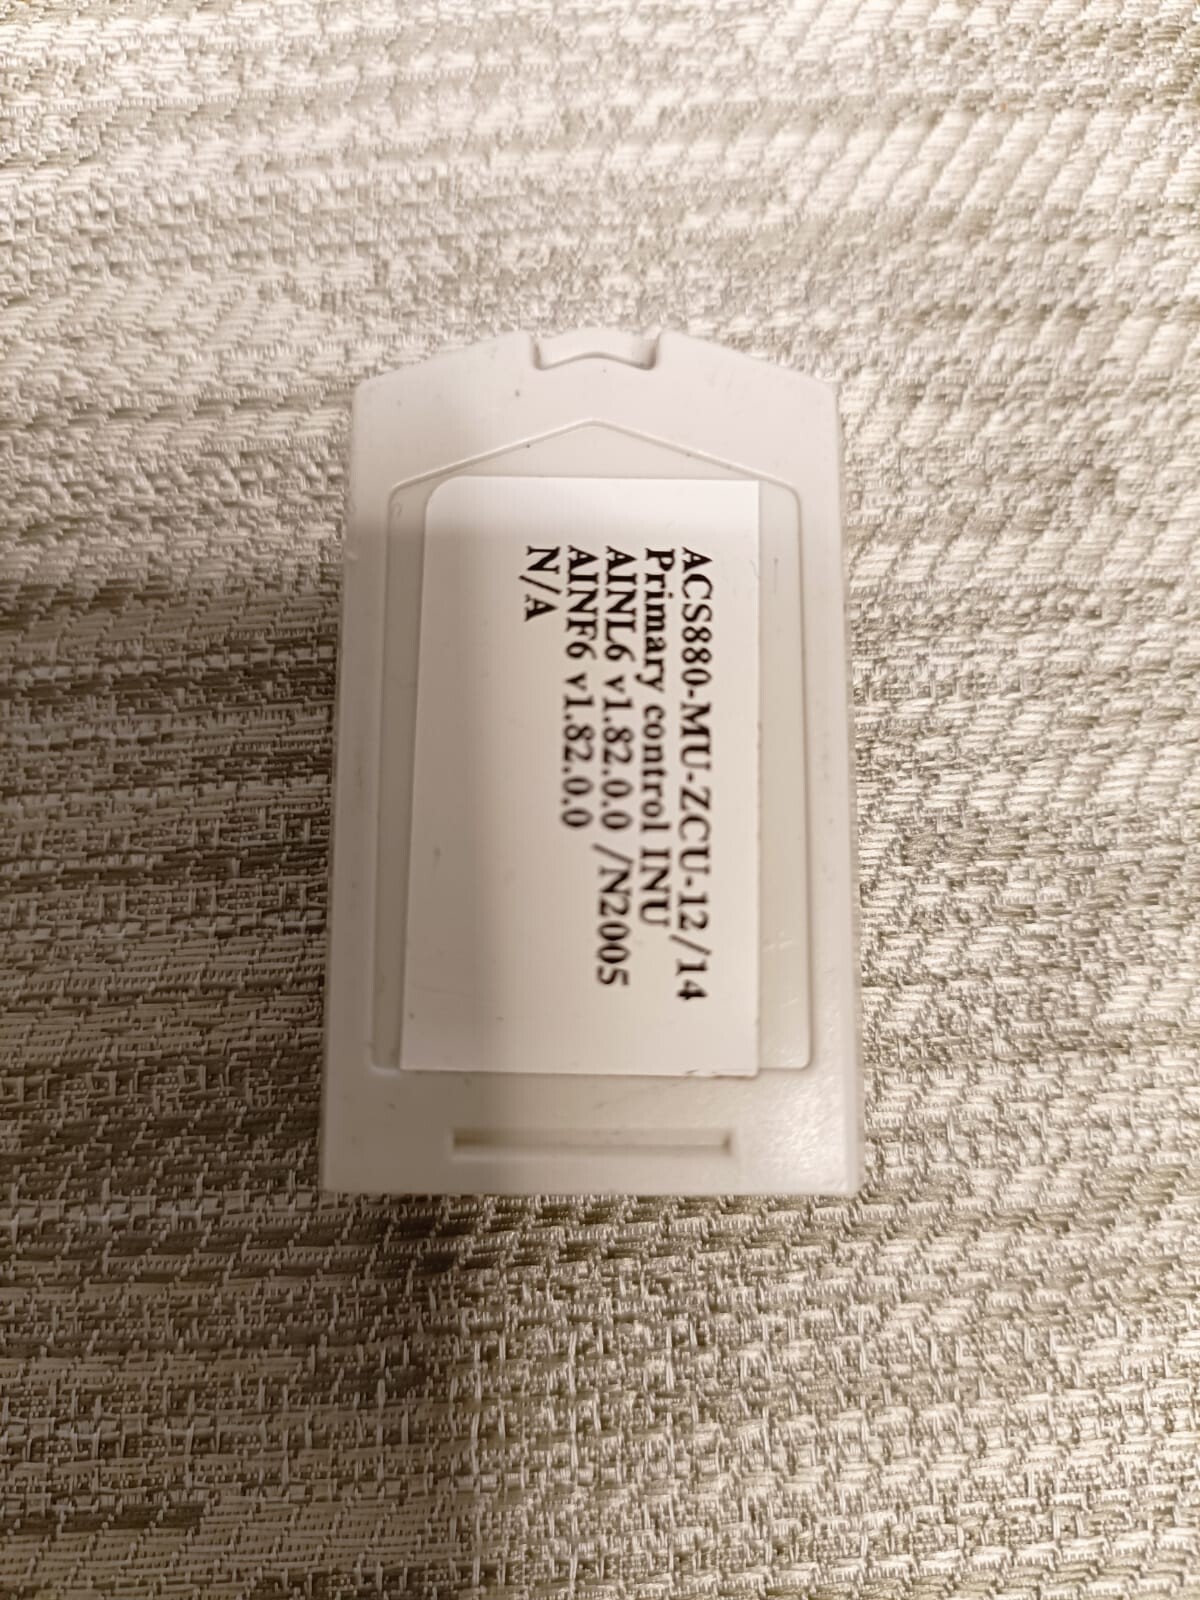 ACS880-MU-ZCU-12/14
Primary control INU
AINL6 v1.82.0.0 /N2005
AINF6 v1.82.0.0
N/A